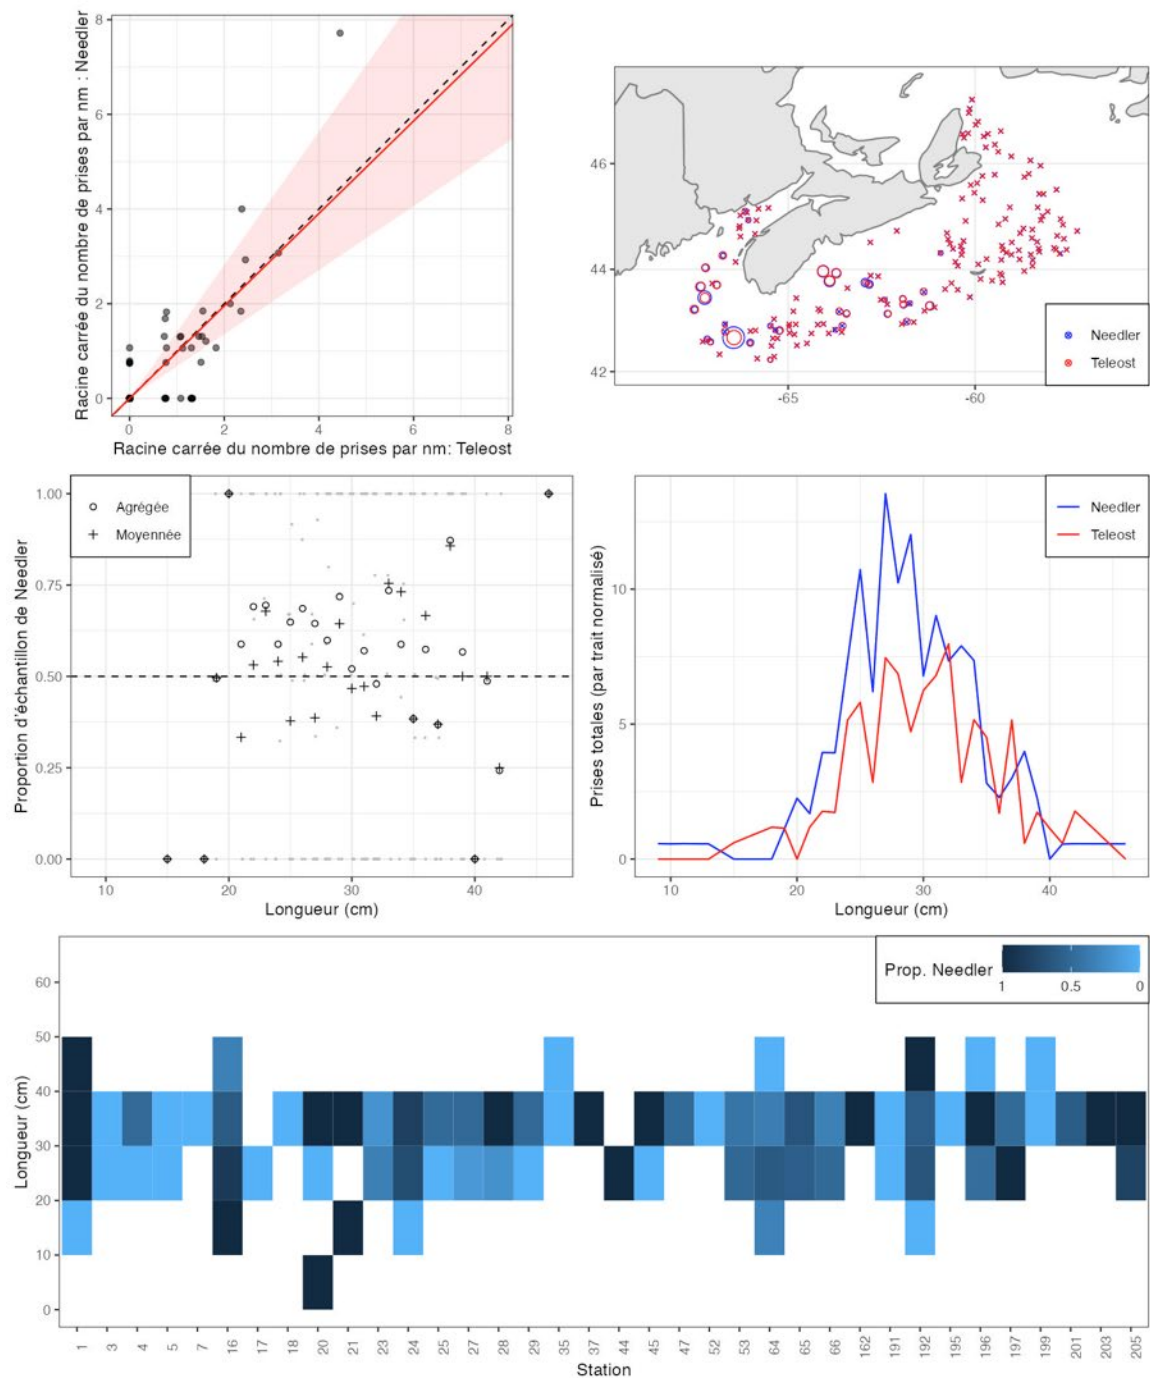 Racine carrée du nombre de prises par nm : Needler
8
6
4
2
0
0 2 4 6 8
Racine carrée du nombre de prises par nm: Teleost
46
44
42
-65 -60
Needler
Teleost
Proportion d'échantillon de Needler
1.00
0.75
0.50
0.25
0.00
Agrégée
Moyennée
10 20 30 40
Longueur (cm)
Prises totales (par trait normalisé)
10
5
0
Needler
Teleost
10 20 30 40
Longueur (cm)
Prop. Needler
1 0.5 0
Longueur (cm)
60
50
40
30
20
10
0
1 3 4 5 7 16 17 18 20 21 23 24 25 27 28 29 35 37 44 45 47 52 53 64 65 66 162 191 192 195 196 197 199 201 203 205
Station